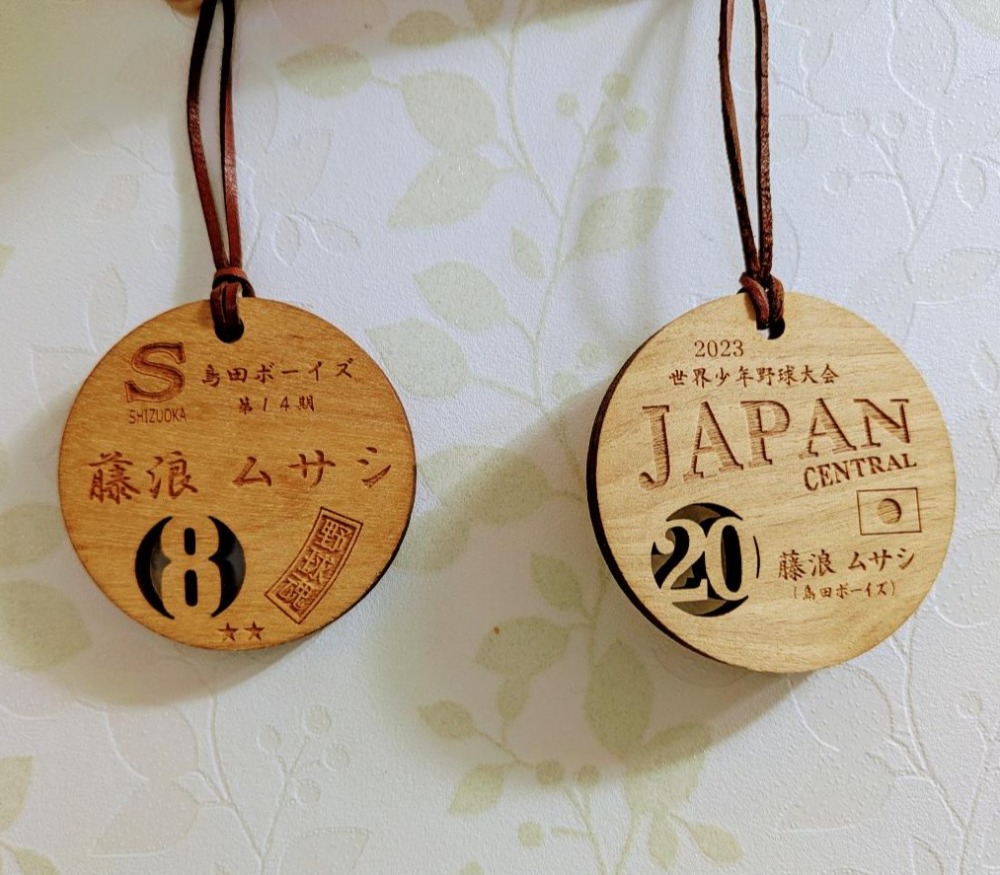 S 島田ボーイズ
SHIZUOKA 第14期
藤浪 ムサシ
8
野球魂
★★
2023
世界少年野球大会
JAPAN
CENTRAL
20
藤浪 ムサシ
(島田ボーイズ)